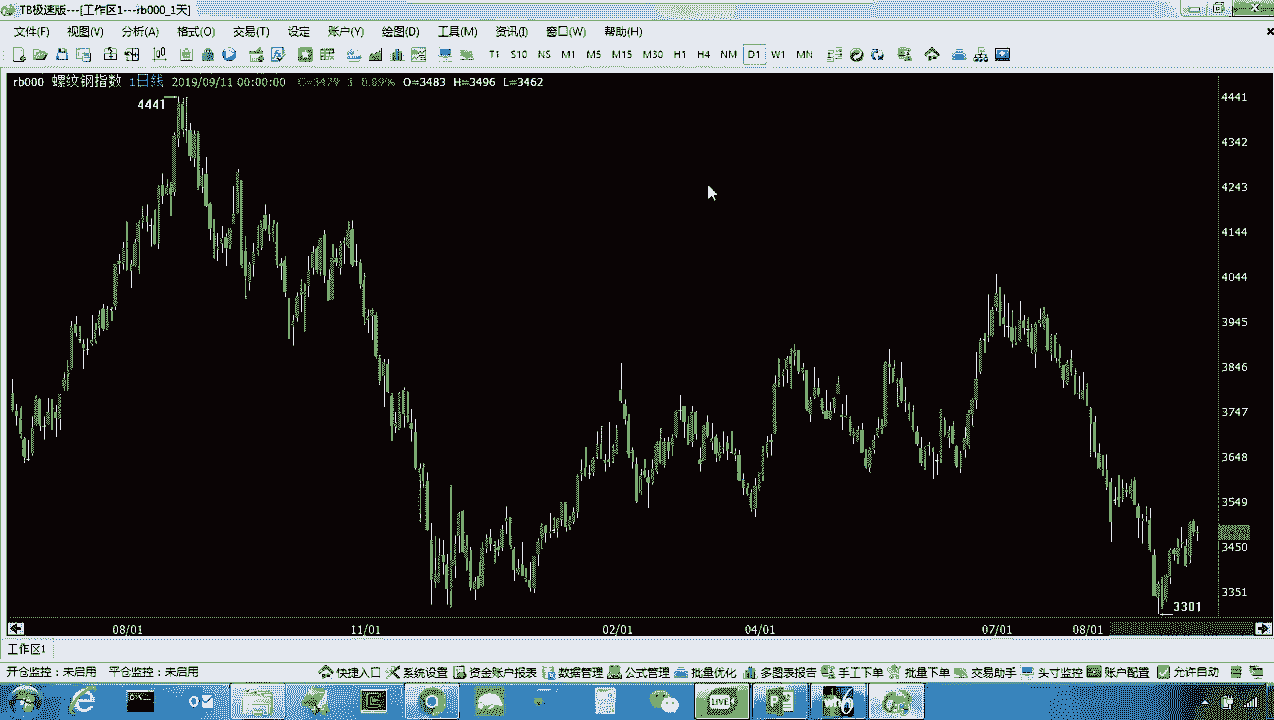 TB极速版---[工作区1---rb000_1天]
文件(F) 视图(V) 分析(A) 格式(O) 交易(T) 设定 账户(Y) 绘图(D) 工具(M) 资讯(I) 窗口(W) 帮助(H)
T1 S10 NS M1 M5 M15 M30 H1 H4 NM D1 W1 MN
rb000 螺纹钢指数 1日线 2019/09/11 00:00:00 0.89% O=3483 H=3496 L=3462
4441
4441
4342
4243
4144
4044
3945
3846
3747
3648
3549
3450
3351
3301
08/01 11/01 02/01 04/01 07/01 08/01
工作区1
开仓监控：未启用 平仓监控：未启用 快捷入口 系统设置 资金账户报表 数据管理 公式管理 批量优化 多图表报告 手工下单 批量下单 交易助手 头寸监控 账户配置 允许自动
LIVE